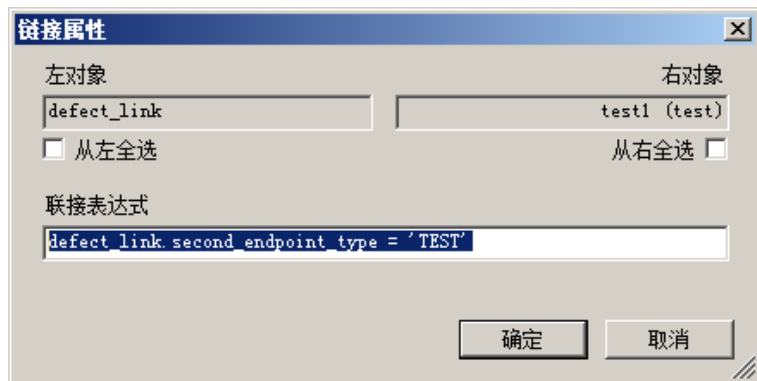 链接属性
左对象 右对象
defect_link test1 (test)
从左全选 从右全选
联接表达式
defect_link.second_endpoint_type = 'TEST'
确定 取消